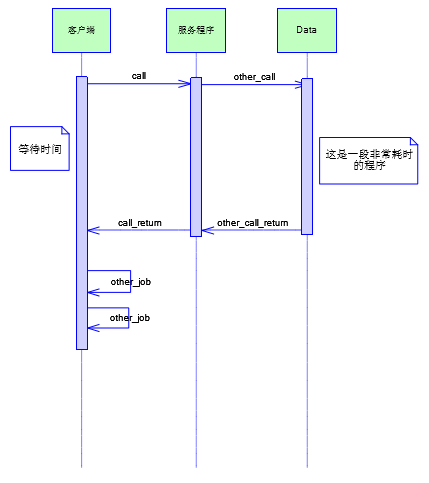 客户端
服务程序
Data
call
other_call
等待时间
这是一段非常耗时
的程序
call_return
other_call_return
other_job
other_job